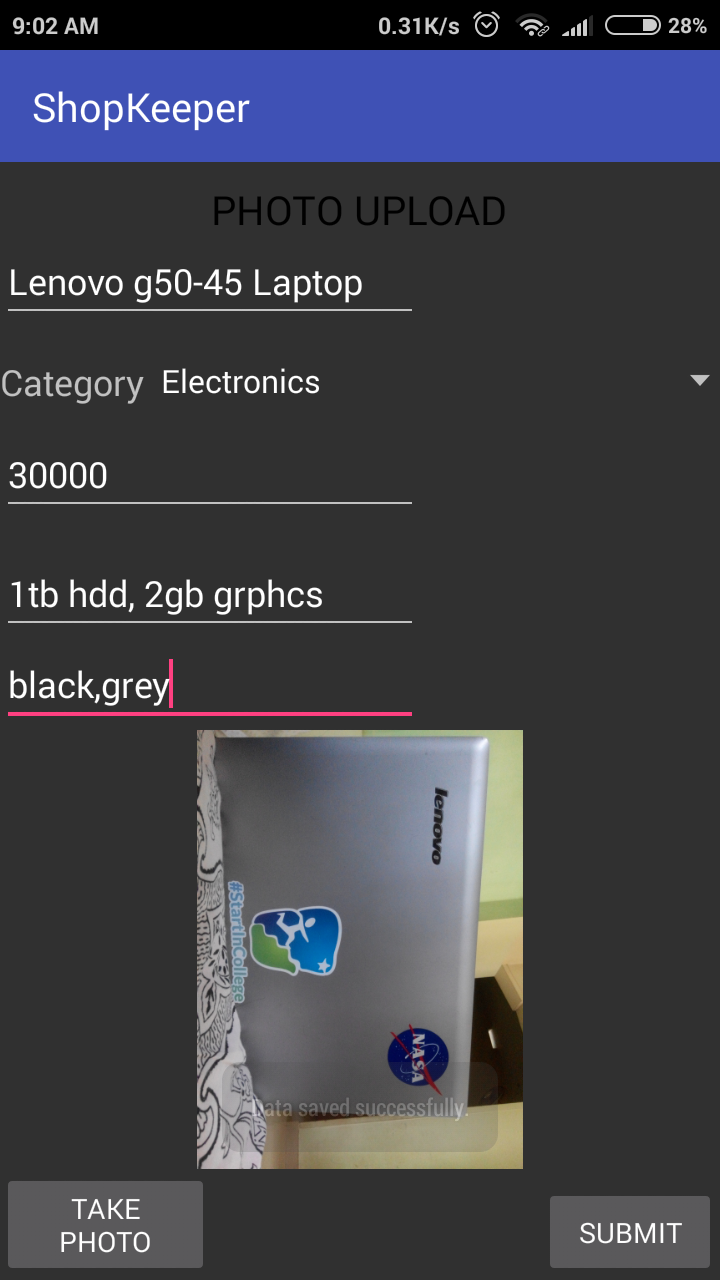 9:02 AM 0.31K/s 28%
ShopKeeper
PHOTO UPLOAD
Lenovo g50-45 Laptop
Category Electronics
30000
1tb hdd, 2gb grphcs
black,grey
lenovo
#StartInCollege
NASA
Data saved successfully.
TAKE
PHOTO
SUBMIT